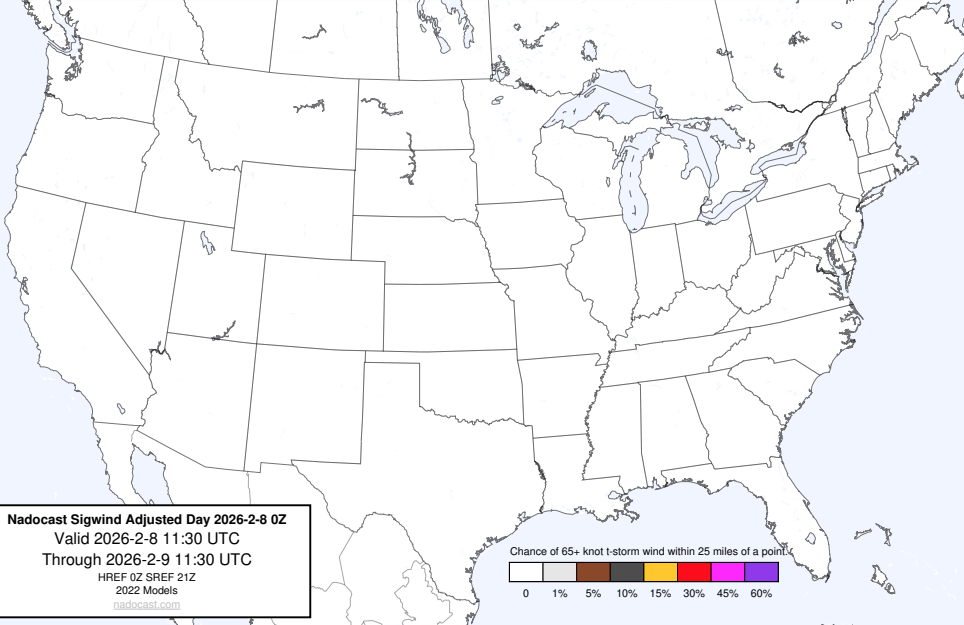 Nadocast Sigwind Adjusted Day 2026-2-8 0Z
Valid 2026-2-8 11:30 UTC
Through 2026-2-9 11:30 UTC
HREF 0Z SREF 21Z
2022 Models
nadocast.com
Chance of 65+ knot t-storm wind within 25 miles of a point.
0 1% 5% 10% 15% 30% 45% 60%